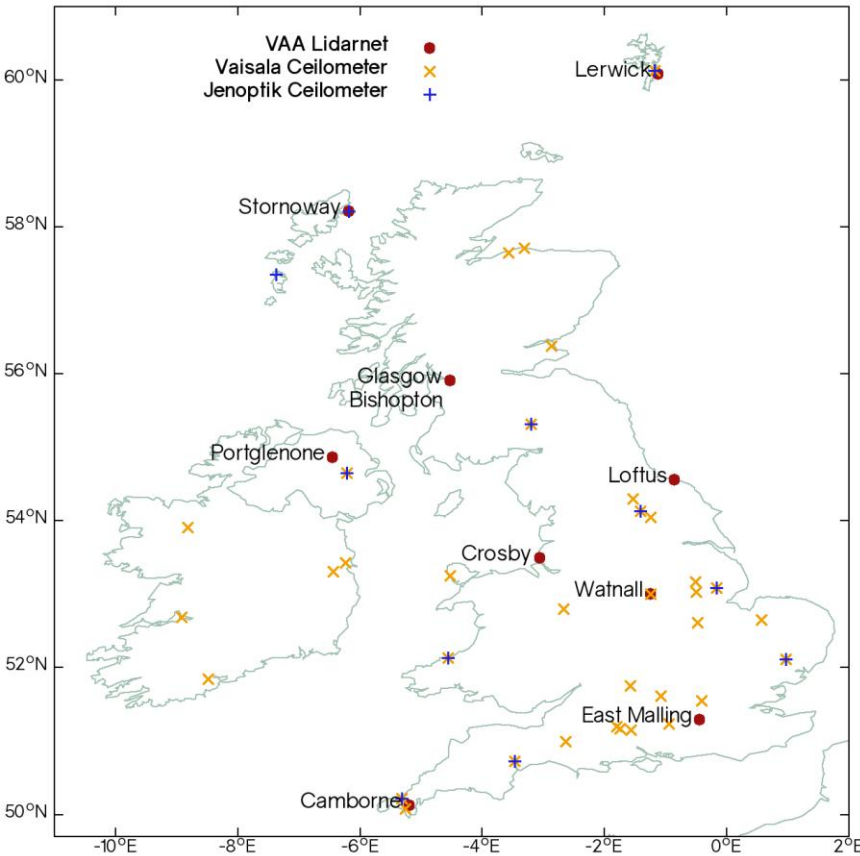 VAA Lidarnet
Vaisala Ceilometer
Jenoptik Ceilometer
60°N
Lerwick
Stornoway
58°N
56°N
Glasgow
Bishopton
Portglenone
Loftus
54°N
Crosby
Watnall
52°N
East Malling
Camborne
50°N
-10°E
-8°E
-6°E
-4°E
-2°E
0°E
2°E